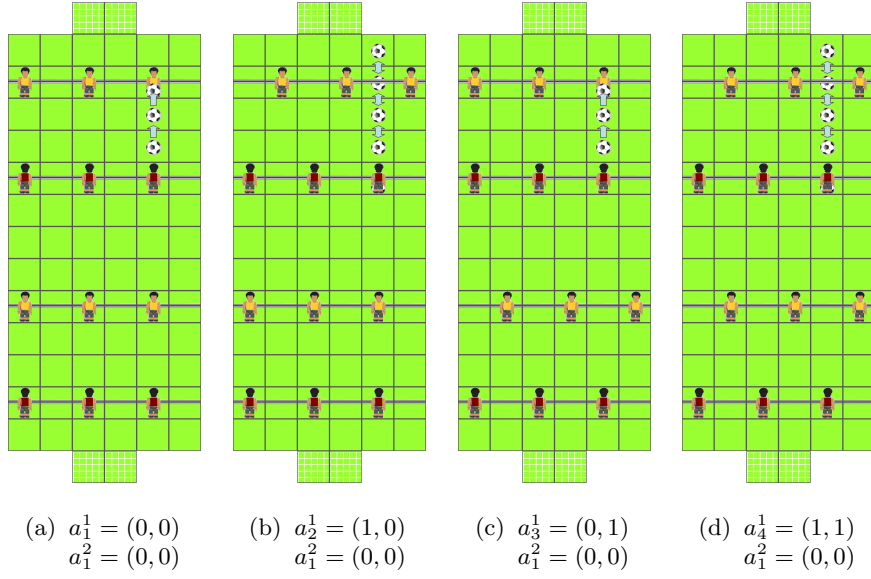 (a) $a_1^1 = (0, 0)$
$a_1^2 = (0, 0)$
(b) $a_2^1 = (1, 0)$
$a_1^2 = (0, 0)$
(c) $a_3^1 = (0, 1)$
$a_1^2 = (0, 0)$
(d) $a_4^1 = (1, 1)$
$a_1^2 = (0, 0)$